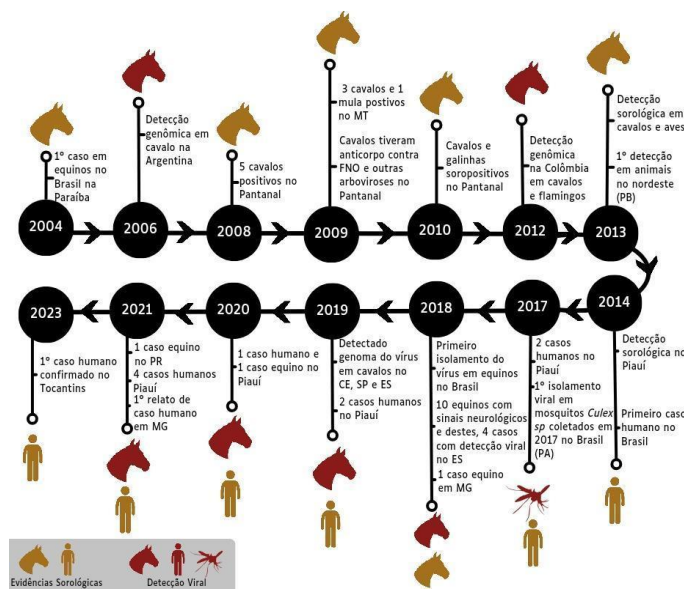 2004
1º caso em
equinos no
Brasil na
Paraíba
2006
Detecção
genômica em
cavalo na
Argentina
2008
5 cavalos
positivos no
Pantanal
2009
3 cavalos e 1
mula postivos
no MT
Cavalos tiveram
anticorpo contra
FNO e outras
arboviroses no
Pantanal
2010
Cavalos e
galinhas
soropositivos
no Pantanal
2012
Detecção
genômica
na Colômbia
em cavalos
e flamingos
2013
Detecção
sorológica em
cavalos e aves
1º detecção
em animais
no nordeste
(PB)
2014
Detecção
sorológica no
Piauí
Primeiro caso
humano no
Brasil
2017
2 casos
humanos no
Piauí
1º isolamento
viral em
mosquitos Culex
sp coletados em
2017 no Brasil
(PA)
2018
Primeiro
isolamento do
vírus em equinos
no Brasil
10 equinos com
sinais neurológicos
e destes, 4 casos
com detecção viral
no ES
1 caso equino
em MG
2019
Detectado
genoma do vírus
em cavalos no
CE, SP e ES
2 casos humanos
no Piauí
2020
1 caso humano e
1 caso equino no
Piauí
2021
1 caso equino
no PR
4 casos humanos
Piauí
1º relato de
caso humano
em MG
2023
1º caso humano
confirmado no
Tocantins
Evidências Sorológicas
Detecção Viral